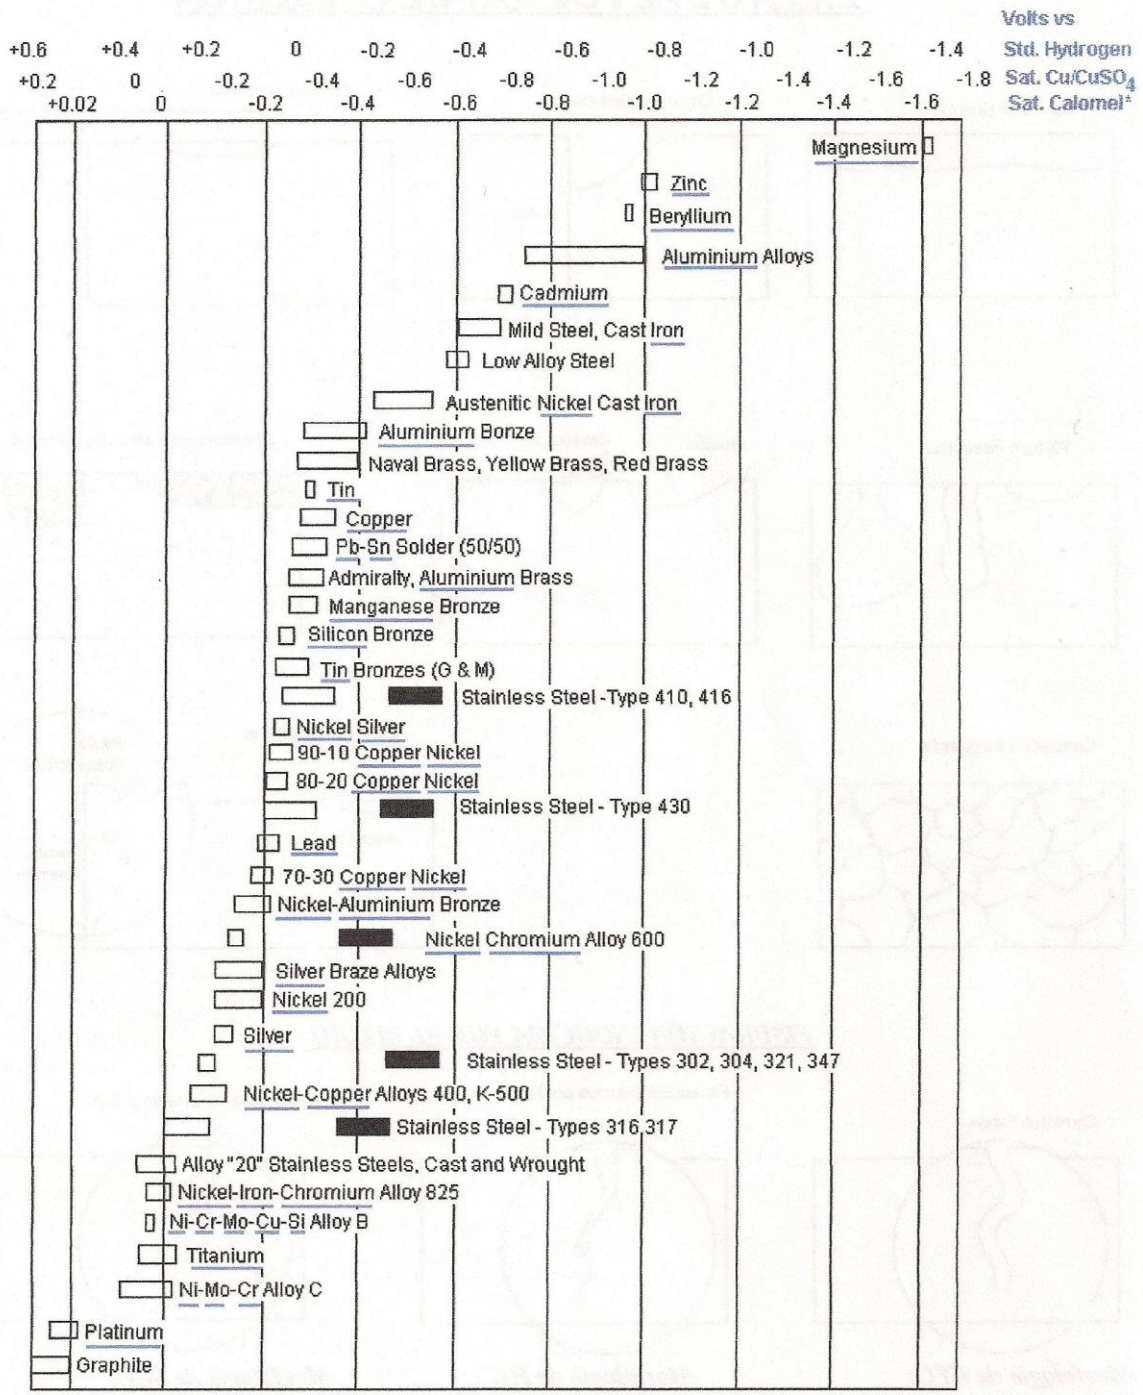 Volts vs
+0.6 +0.4 +0.2 0 -0.2 -0.4 -0.6 -0.8 -1.0 -1.2 -1.4 Std. Hydrogen
+0.2 0 -0.2 -0.4 -0.6 -0.8 -1.0 -1.2 -1.4 -1.6 -1.8 Sat. Cu/CuSO4
+0.02 0 -0.2 -0.4 -0.6 -0.8 -1.0 -1.2 -1.4 -1.6 Sat. Calomel*
Magnesium
Zinc
Beryllium
Aluminium Alloys
Cadmium
Mild Steel, Cast Iron
Low Alloy Steel
Austenitic Nickel Cast Iron
Aluminium Bonze
Naval Brass, Yellow Brass, Red Brass
Tin
Copper
Pb-Sn Solder (50/50)
Admiralty, Aluminium Brass
Manganese Bronze
Silicon Bronze
Tin Bronzes (G & M)
Stainless Steel -Type 410, 416
Nickel Silver
90-10 Copper Nickel
80-20 Copper Nickel
Stainless Steel - Type 430
Lead
70-30 Copper Nickel
Nickel-Aluminium Bronze
Nickel Chromium Alloy 600
Silver Braze Alloys
Nickel 200
Silver
Stainless Steel - Types 302, 304, 321, 347
Nickel-Copper Alloys 400, K-500
Stainless Steel - Types 316,317
Alloy "20" Stainless Steels, Cast and Wrought
Nickel-Iron-Chromium Alloy 825
Ni-Cr-Mo-Cu-Si Alloy B
Titanium
Ni-Mo-Cr Alloy C
Platinum
Graphite